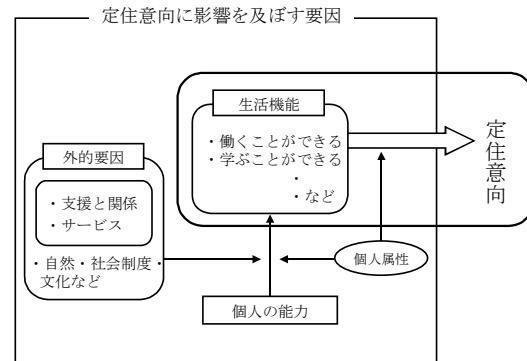 定住意向に影響を及ぼす要因
生活機能
・働くことができる
・学ぶことができる
・
・など
定住意向
外的要因
・支援と関係
・サービス
・自然・社会制度・
文化など
個人属性
個人の能力